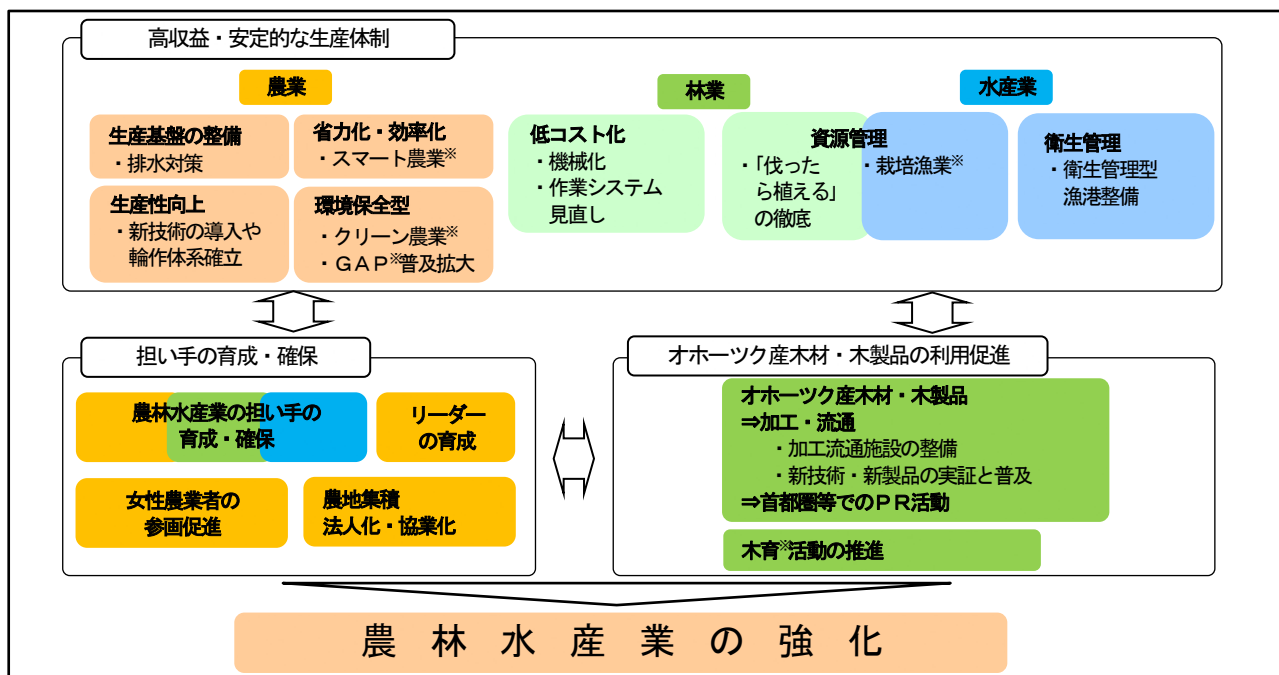 高収益・安定的な生産体制
農業
林業
水産業
生産基盤の整備
・排水対策
省力化・効率化
・スマート農業※
生産性向上
・新技術の導入や
輪作体系確立
環境保全型
・クリーン農業※
・ＧＡＰ※普及拡大
低コスト化
・機械化
・作業システム
見直し
資源管理
・「伐った
ら植える」
の徹底
・栽培漁業※
衛生管理
・衛生管理型
漁港整備
担い手の育成・確保
農林水産業の担い手の
育成・確保
リーダー
の育成
女性農業者の
参画促進
農地集積
法人化・協業化
オホーツク産木材・木製品の利用促進
オホーツク産木材・木製品
⇒加工・流通
・加工流通施設の整備
・新技術・新製品の実証と普及
⇒首都圏等でのＰＲ活動
木育※活動の推進
農林水産業の強化